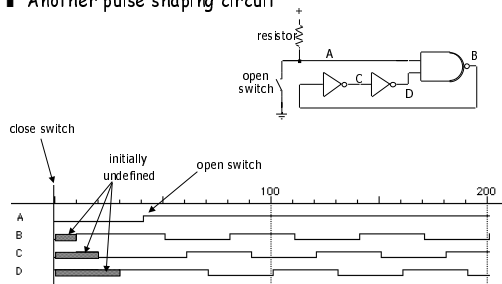 Another pulse shaping circuit
+
resistor
A
B
open
switch
C
D
close switch
initially
undefined
open switch
100
200
A
B
C
D